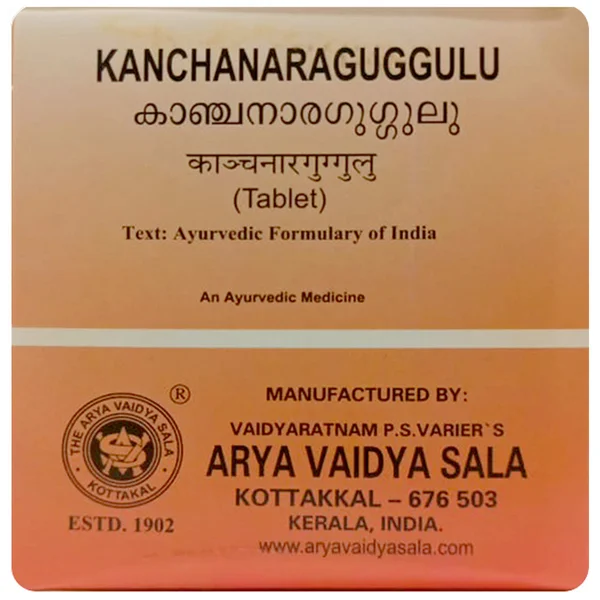 KANCHANARAGUGGULU
കാഞ്ചനാരഗുഗ്ഗുലു
काञ्चनारगुग्गुलु
(Tablet)
Text: Ayurvedic Formulary of India
An Ayurvedic Medicine
®
THE ARYA VAIDYA SALA
KOTTAKAL
ESTD. 1902
MANUFACTURED BY:
VAIDYARATNAM P.S.VARIER`S
ARYA VAIDYA SALA
KOTTAKKAL – 676 503
KERALA, INDIA.
www.aryavaidyasala.com